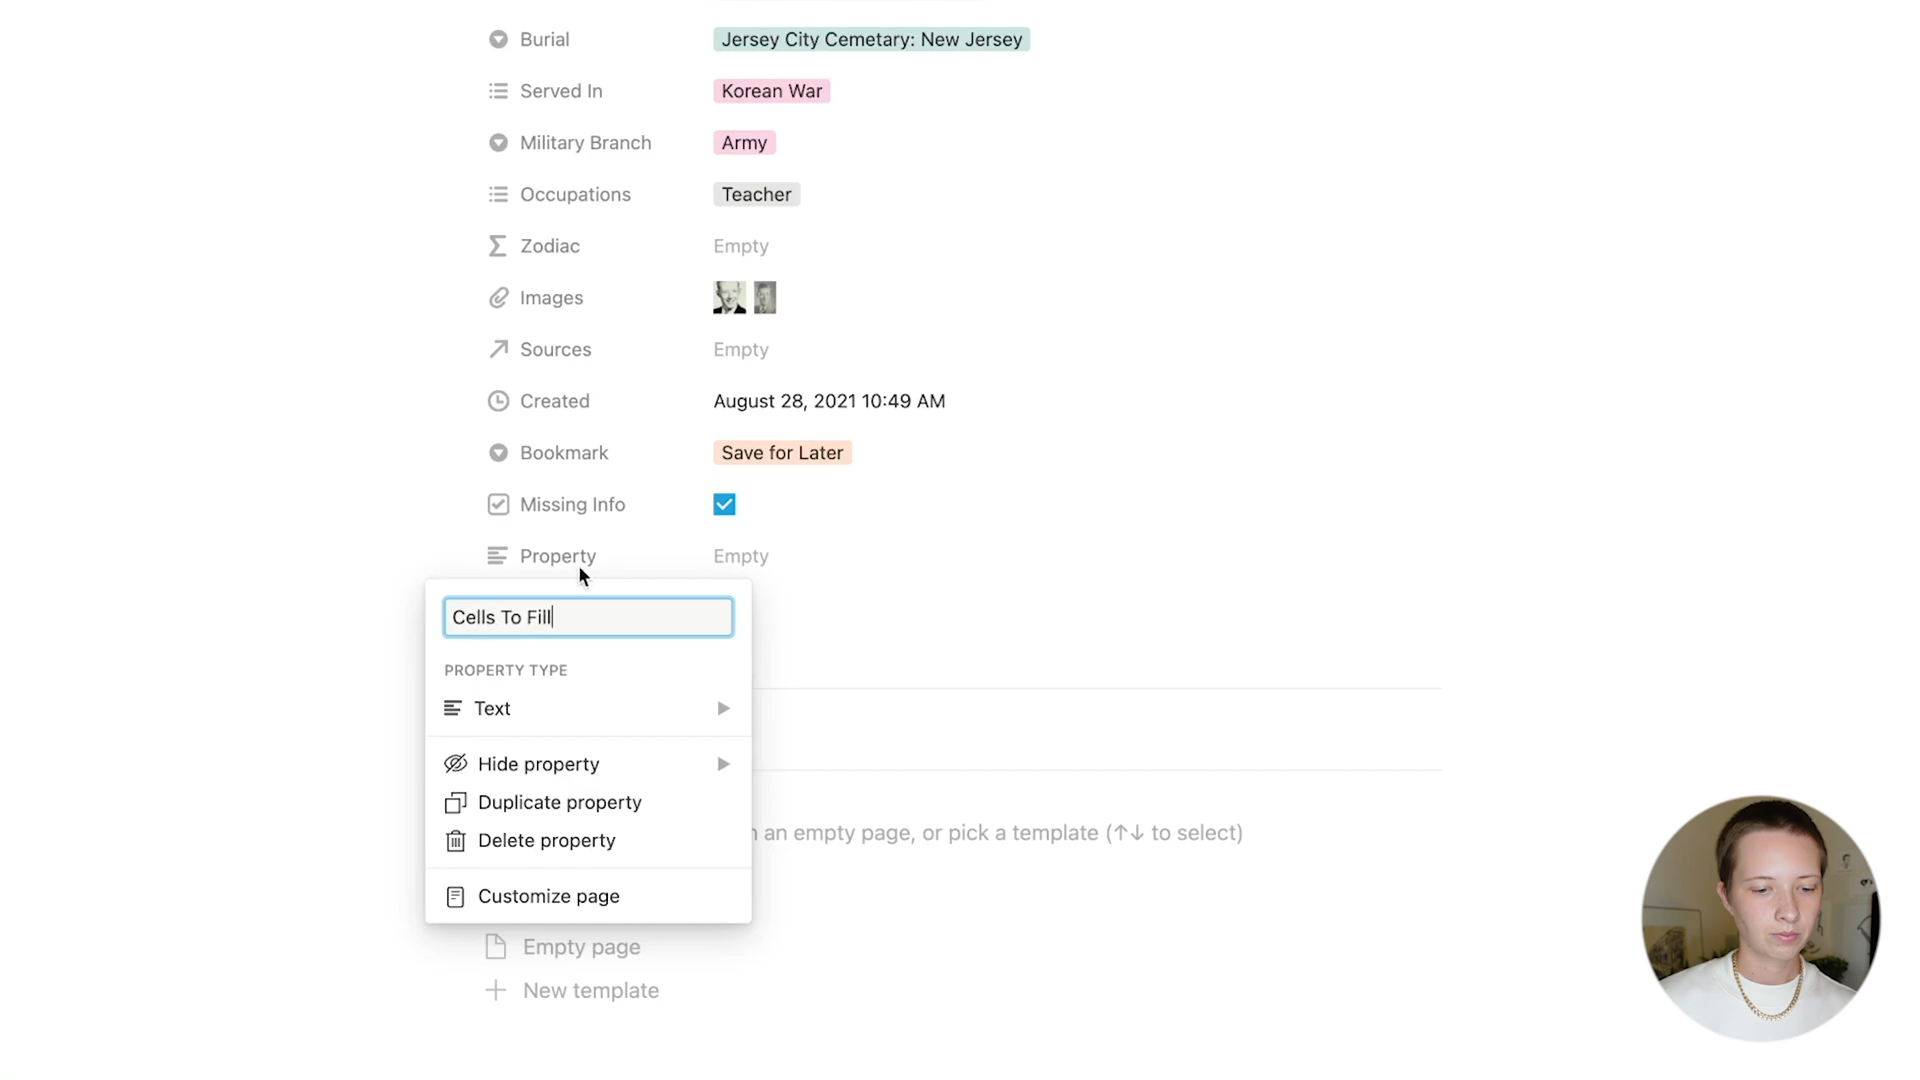 Burial Jersey City Cemetary: New Jersey
Served In Korean War
Military Branch Army
Occupations Teacher
Zodiac Empty
Images
Sources Empty
Created August 28, 2021 10:49 AM
Bookmark Save for Later
Missing Info
Property Empty
Cells To Fill
PROPERTY TYPE
Text
Hide property
Duplicate property
an empty page, or pick a template (↑↓ to select)
Delete property
Customize page
Empty page
New template